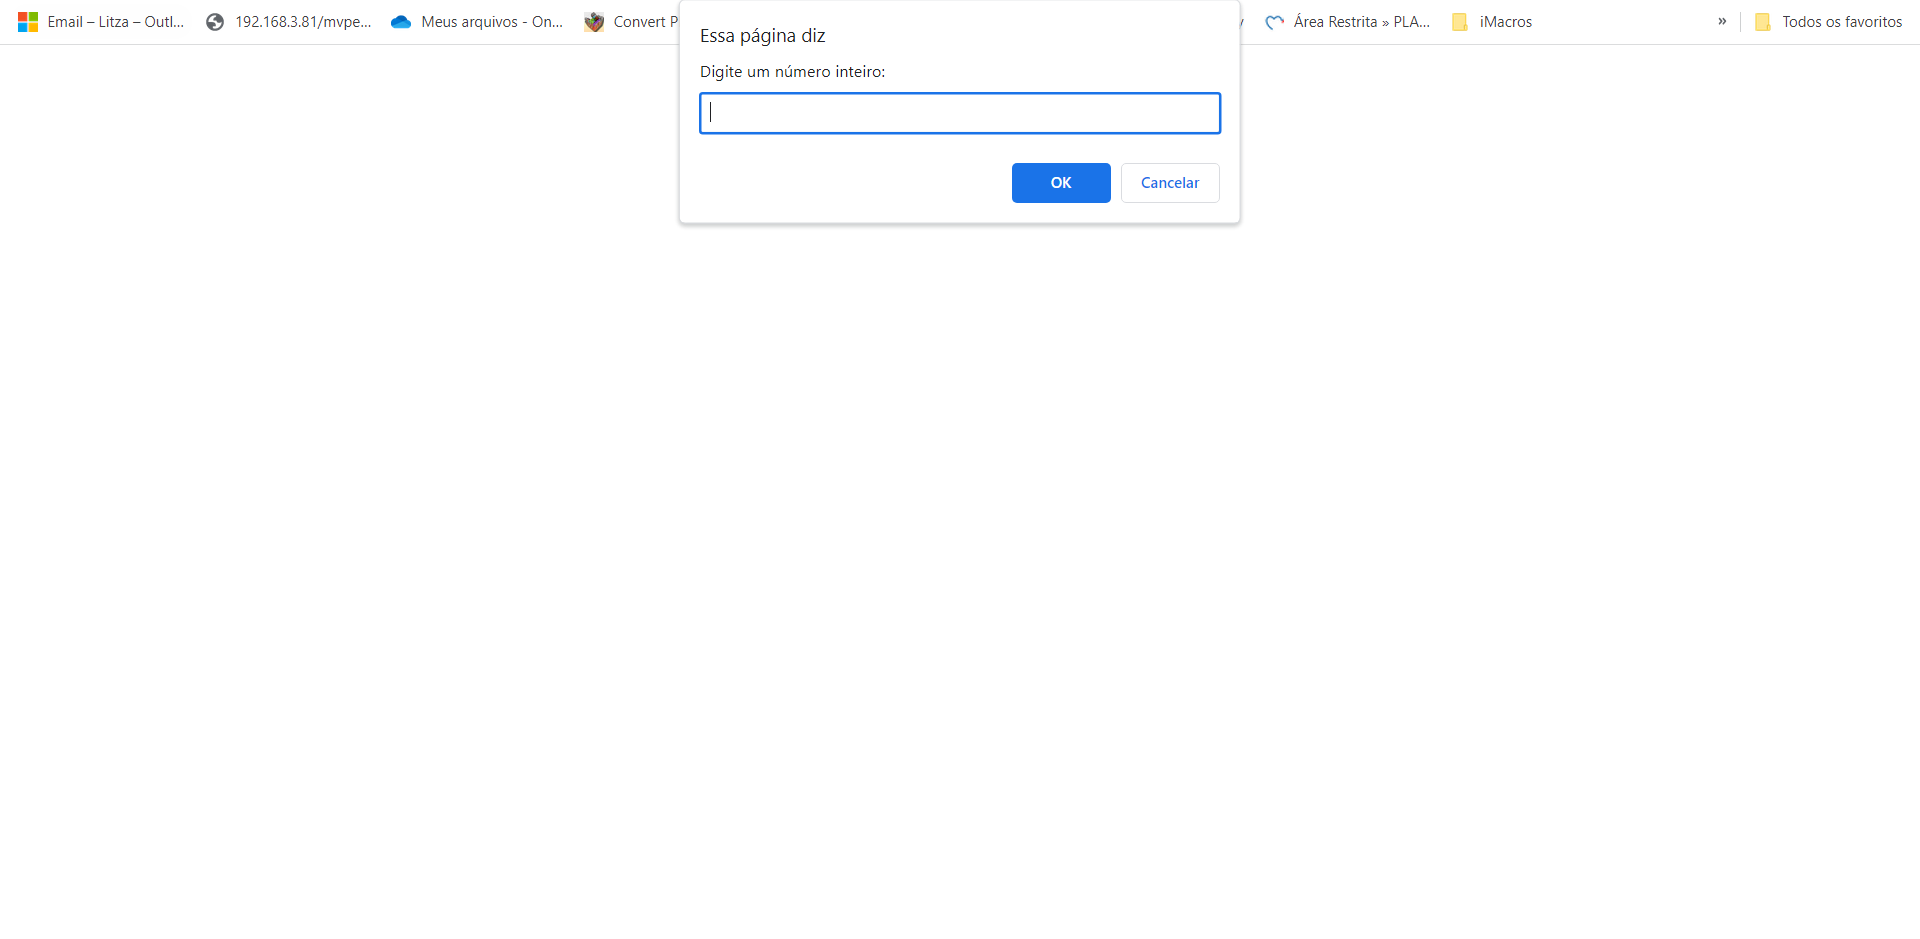 Email – Litza – Outl...
192.168.3.81/mvpe...
Meus arquivos - On...
Convert P
Área Restrita » PLA...
iMacros
»
Todos os favoritos
Essa página diz
Digite um número inteiro:
OK
Cancelar